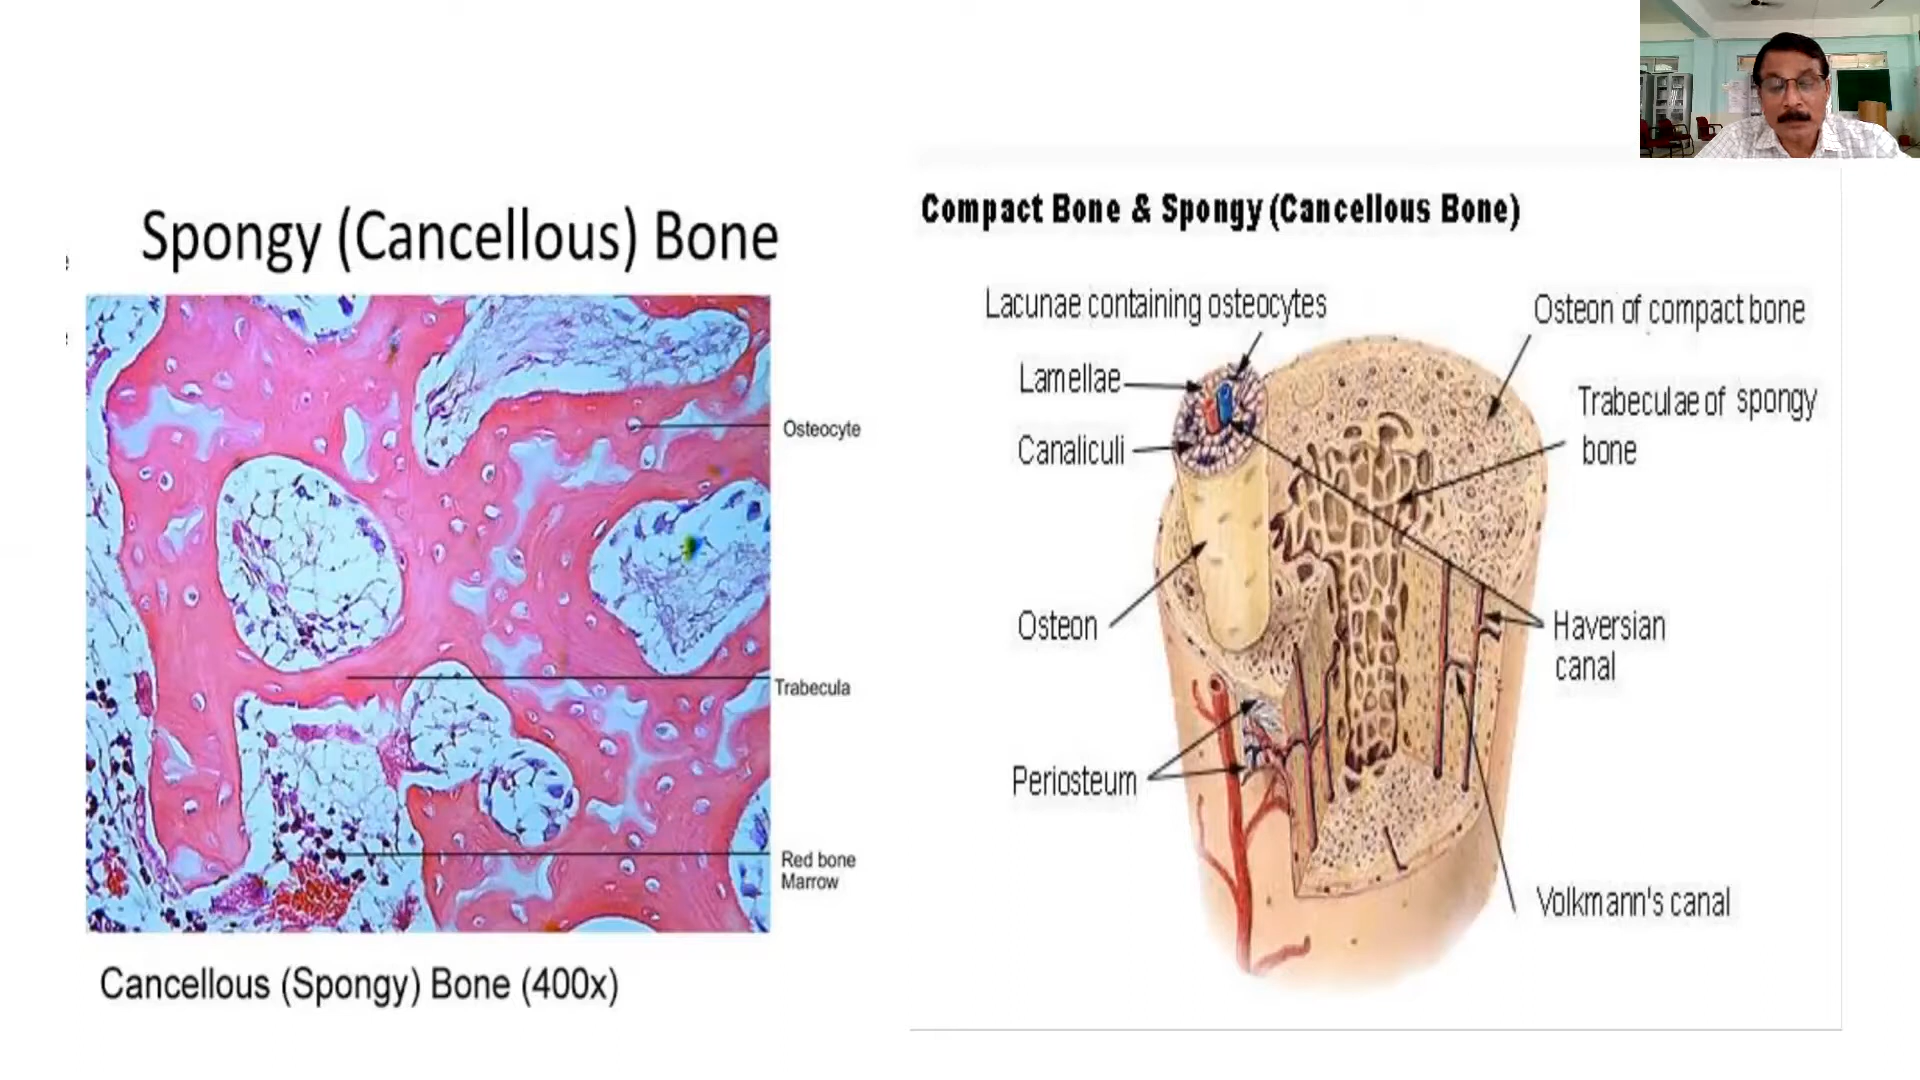 Spongy (Cancellous) Bone
Osteocyte
Trabecula
Red bone
Marrow
Cancellous (Spongy) Bone (400x)
Compact Bone & Spongy (Cancellous Bone)
Lacunae containing osteocytes
Osteon of compact bone
Lamellae
Trabeculae of spongy
bone
Canaliculi
Osteon
Haversian
canal
Periosteum
Volkmann's canal